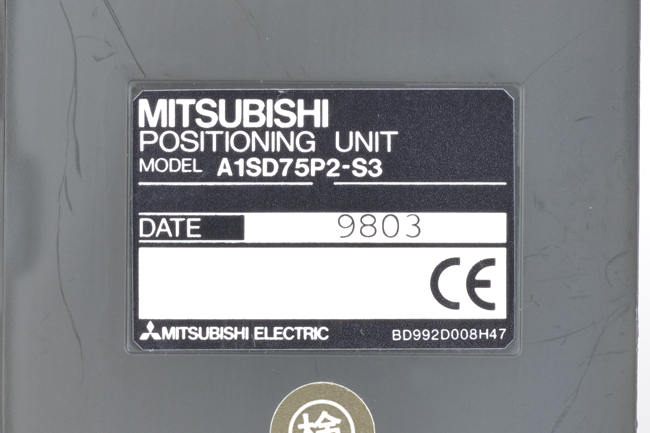 MITSUBISHI
POSITIONING UNIT
MODEL A1SD75P2-S3
DATE 9803
CE
MITSUBISHI ELECTRIC BD992D008H47
検